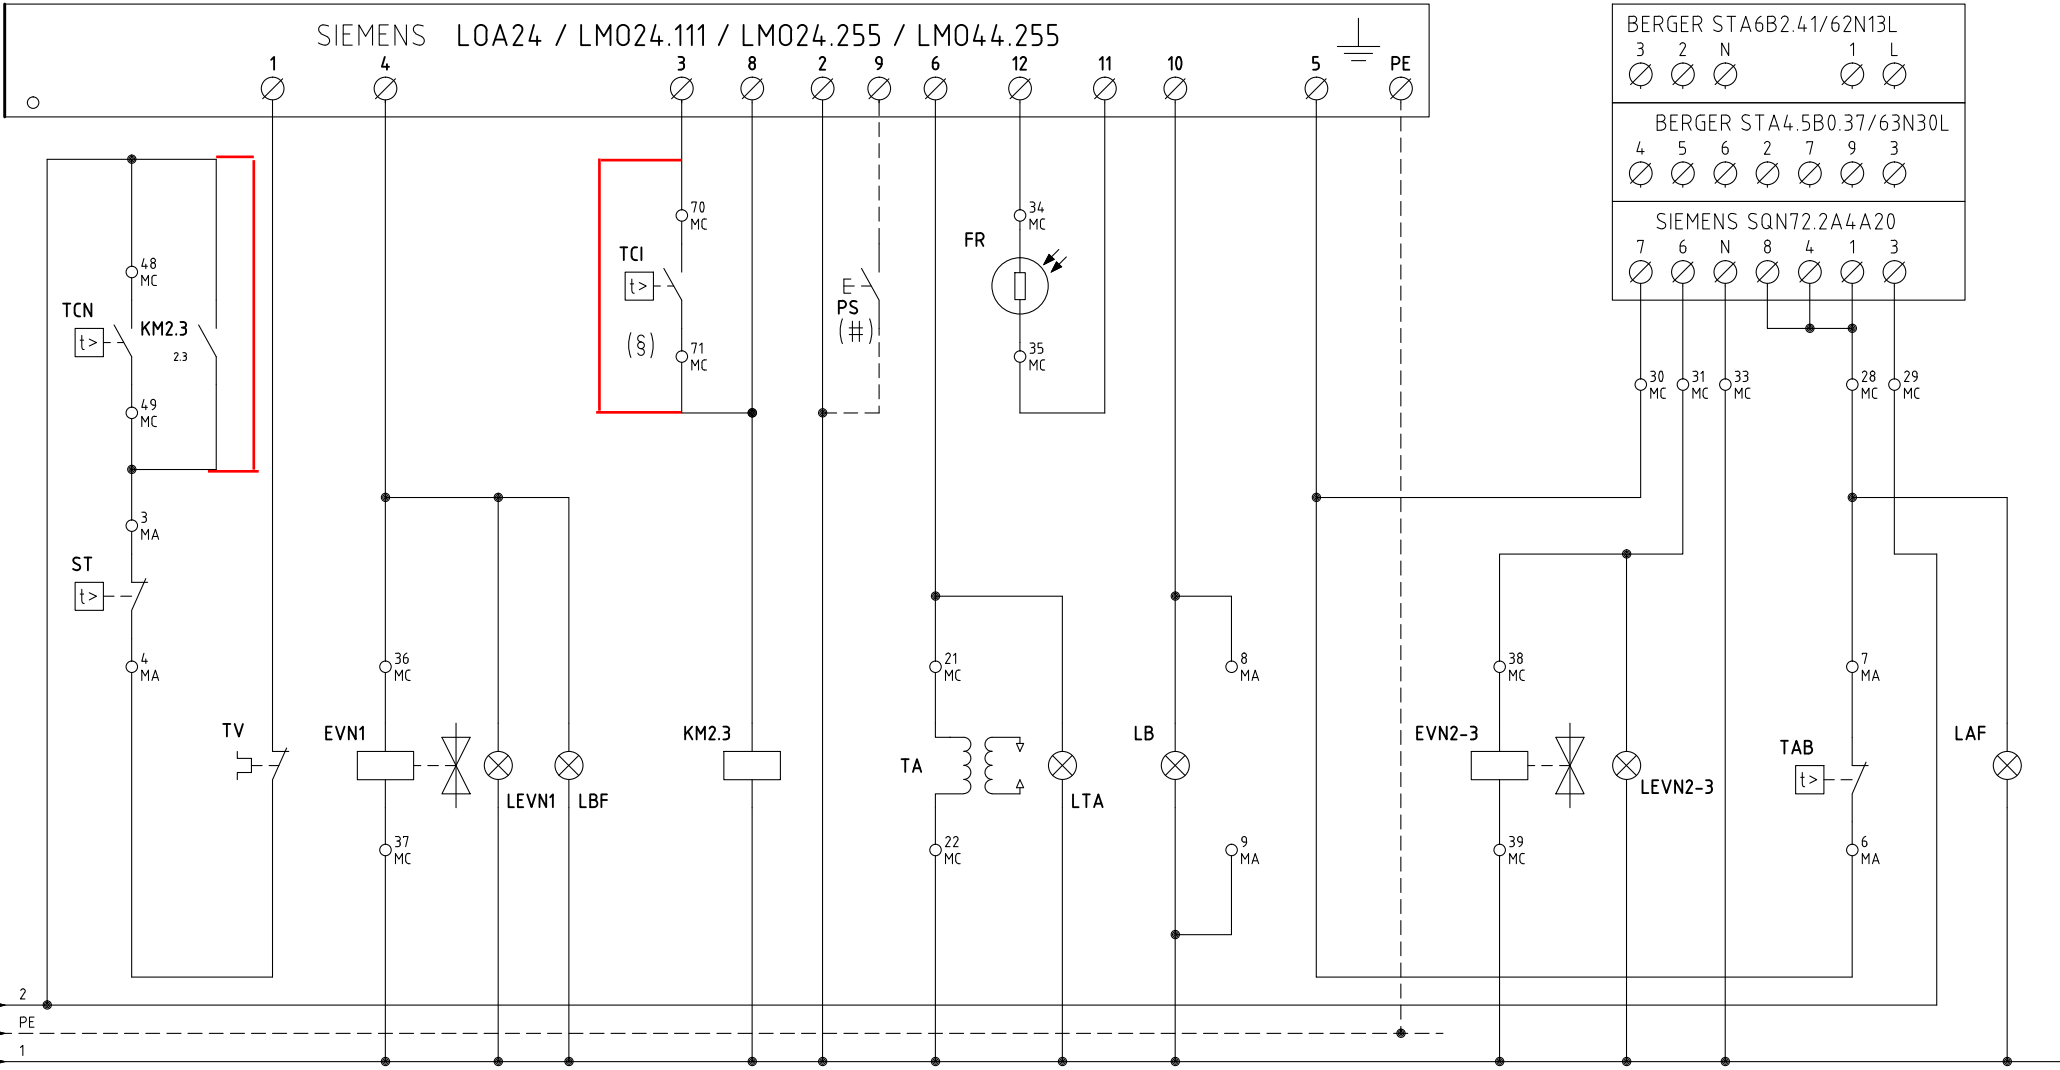 SIEMENS LOA24 / LMO24.111 / LMO24.255 / LMO44.255
1 4 3 8 2 9 6 12 11 10 5 PE
BERGER STA6B2.41/62N13L
3 2 N 1 L
BERGER STA4.5B0.37/63N30L
4 5 6 2 7 9 3
SIEMENS SQN72.2A4A20
7 6 N 8 4 1 3
48
MC
TCN
t>
KM2.3
2.3
49
MC
3
MA
ST
t>
4
MA
TV
36
MC
EVN1
37
MC
LEVN1
LBF
70
MC
TCI
t>
(§)
71
MC
KM2.3
E
PS
(#)
34
MC
FR
35
MC
21
MC
TA
22
MC
LTA
LB
8
MA
9
MA
30
MC
31
MC
33
MC
28
MC
29
MC
38
MC
EVN2-3
39
MC
LEVN2-3
7
MA
TAB
t>
6
MA
LAF
2
PE
1